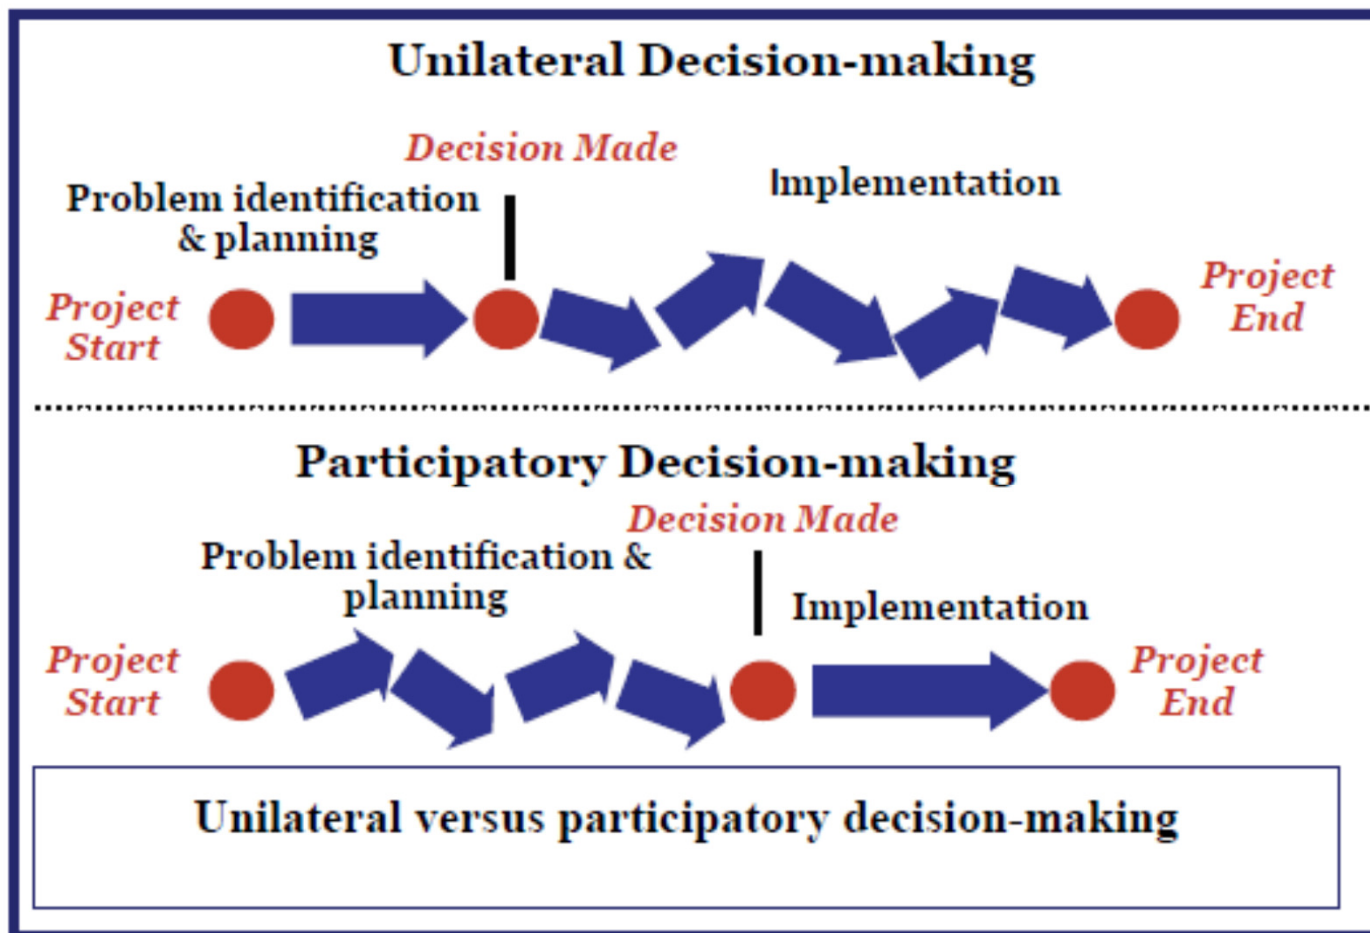 Unilateral Decision-making
Decision Made
Problem identification
& planning
Implementation
Project
Start
Project
End
Participatory Decision-making
Decision Made
Problem identification &
planning
Implementation
Project
Start
Project
End
Unilateral versus participatory decision-making